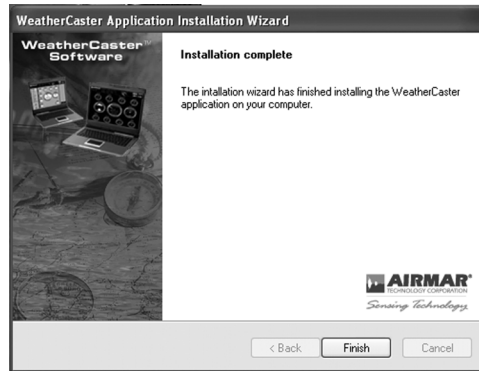 WeatherCaster Application Installation Wizard
WeatherCaster™
Software
Installation complete
The intallation wizard has finished installing the WeatherCaster
application on your computer.
AIRMAR®
TECHNOLOGY CORPORATION
Sensing Technology
< Back
Finish
Cancel